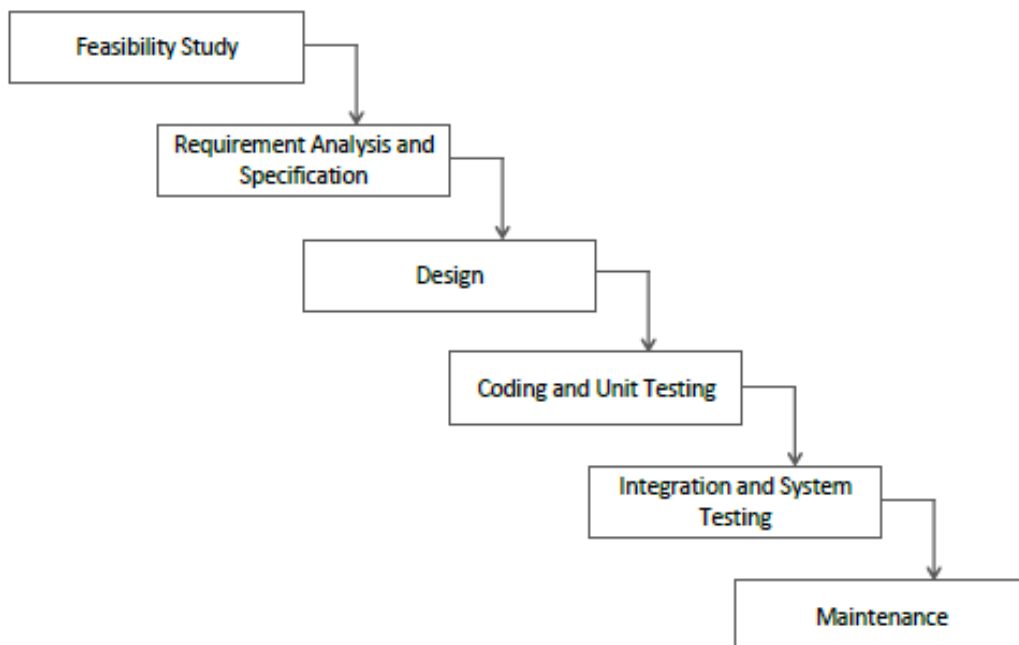 Feasibility Study
Requirement Analysis and
Specification
Design
Coding and Unit Testing
Integration and System
Testing
Maintenance